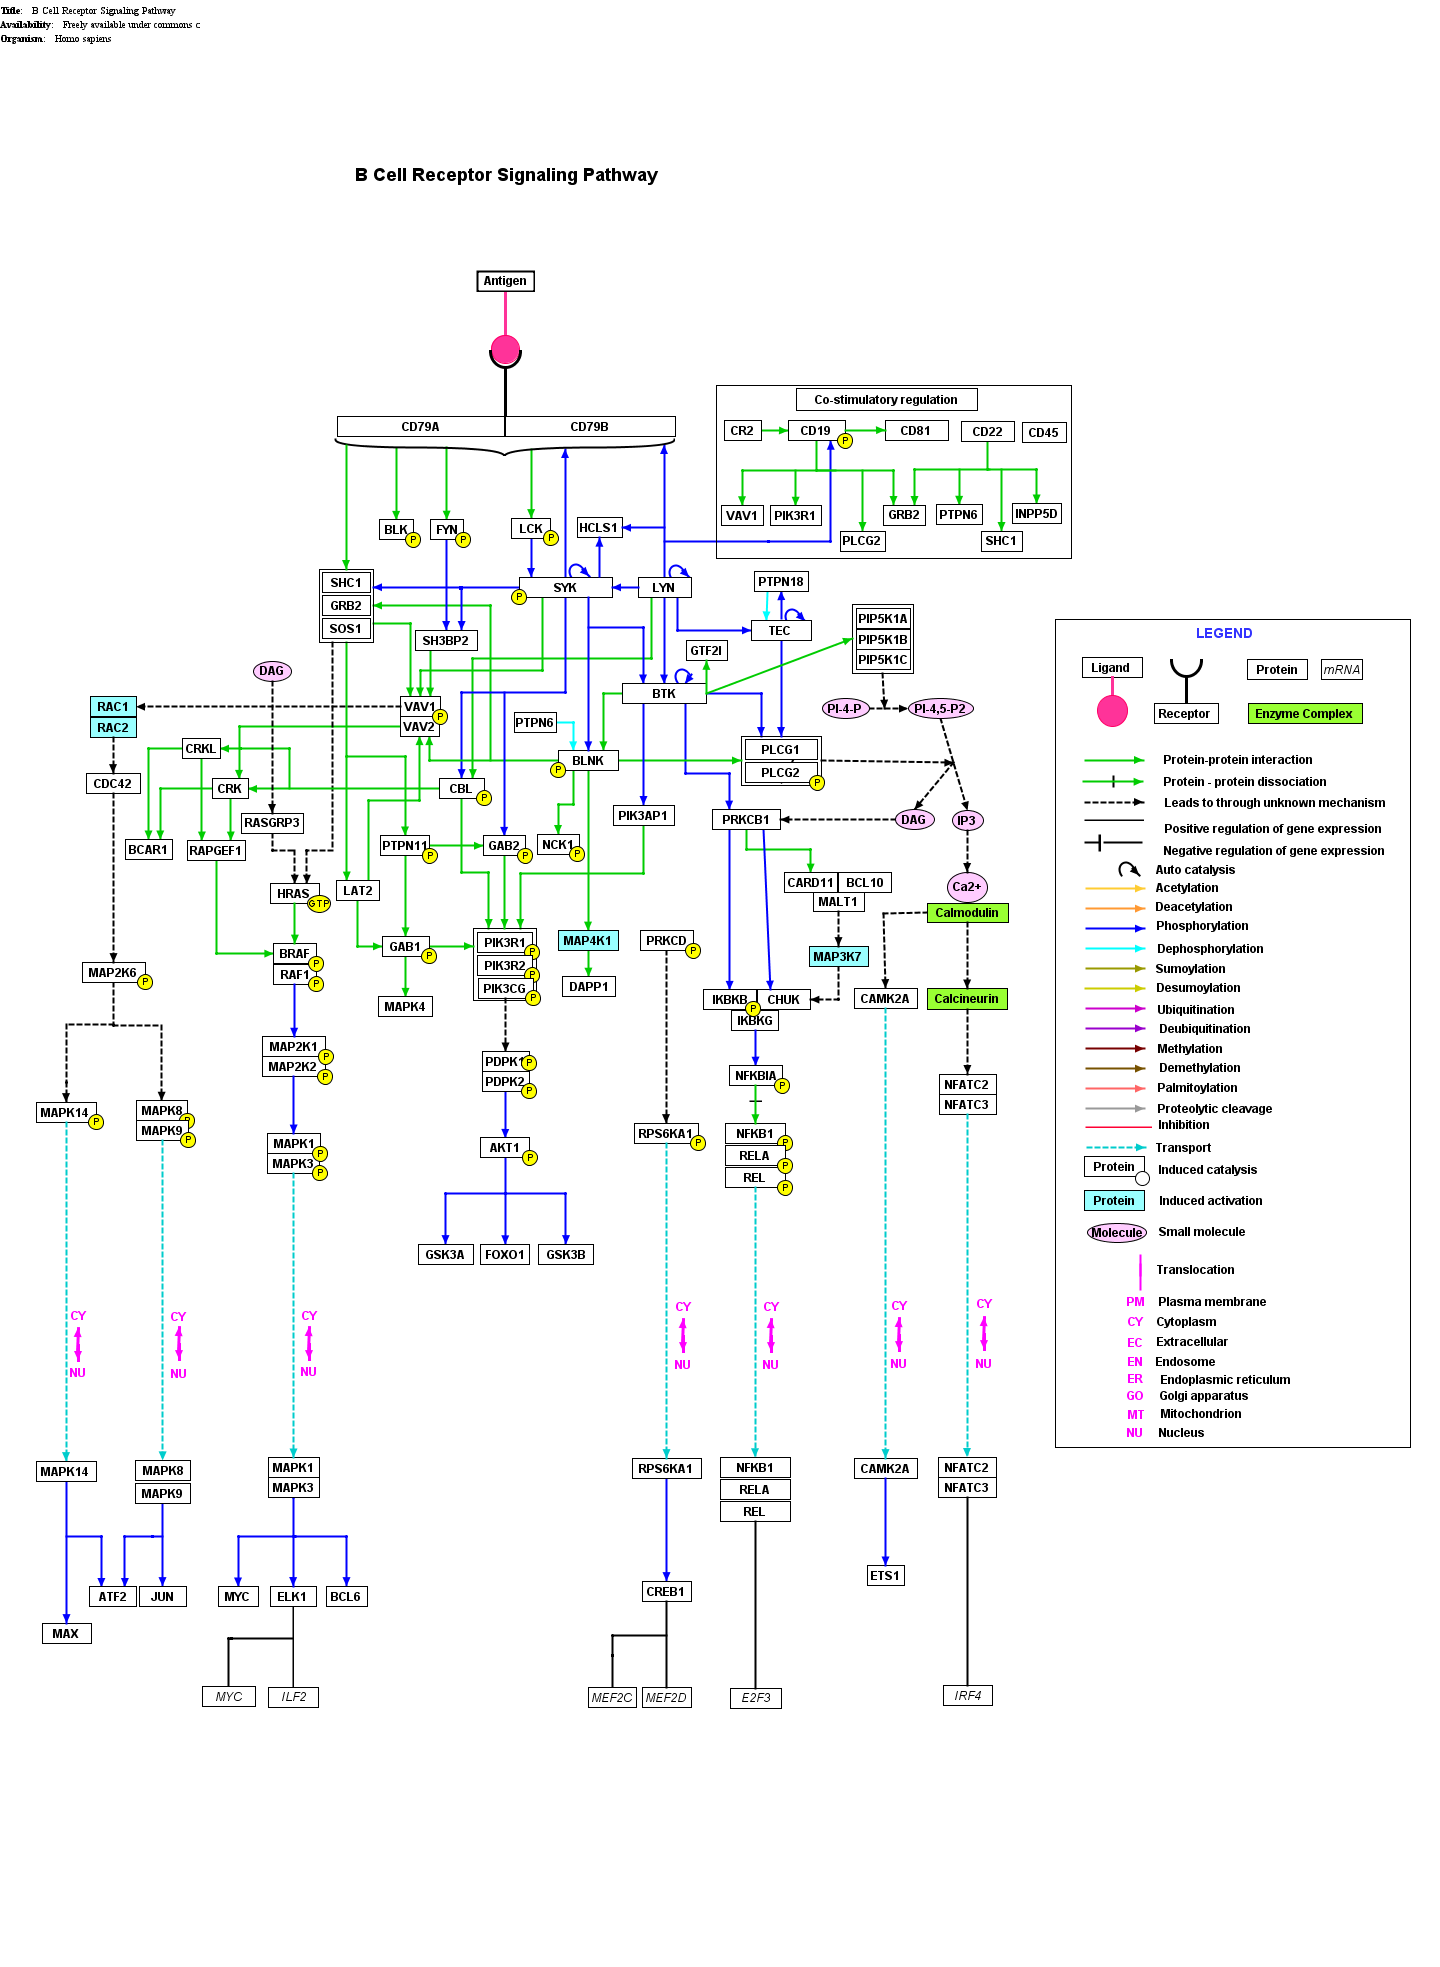 Title: B Cell Receptor Signaling Pathway
Availability: Freely available under commons c
Organism: Homo sapiens
B Cell Receptor Signaling Pathway
Antigen
CD79A CD79B
Co-stimulatory regulation
CR2 CD19 P CD81 CD22 CD45
VAV1 PIK3R1 PLCG2 GRB2 PTPN6 SHC1 INPP5D
BLK P FYN P LCK P HCLS1
SHC1
GRB2
SOS1
P SYK LYN PTPN18
TEC
SH3BP2
GTF2I
PIP5K1A
PIP5K1B
PIP5K1C
DAG
BTK
RAC1
RAC2
VAV1 P
VAV2
PTPN6
PI-4-P PI-4,5-P2
CRKL
BLNK P
PLCG1
PLCG2 P
CDC42 CRK CBL P
RASGRP3 PIK3AP1 PRKCB1 DAG IP3
BCAR1 RAPGEF1 PTPN11 P GAB2 P NCK1 P
HRAS GTP LAT2
CARD11 BCL10
MALT1
Ca2+
Calmodulin
BRAF P
RAF1 P
GAB1 P
PIK3R1 P
PIK3R2 P
PIK3CG P
MAP4K1
PRKCD P
MAP3K7
MAP2K6 P
MAPK4
DAPP1
IKBKB P CHUK
IKBKG
CAMK2A
Calcineurin
MAP2K1 P
MAP2K2 P
PDPK1 P
PDPK2 P
NFKBIA P
NFATC2
NFATC3
MAPK14 P
MAPK8 P
MAPK9 P
MAPK1 P
MAPK3 P
AKT1 P
RPS6KA1 P
NFKB1 P
RELA P
REL P
GSK3A FOXO1 GSK3B
CY CY CY CY CY CY CY
NU NU NU NU NU NU NU
MAPK14
MAPK8
MAPK9
MAPK1
MAPK3
RPS6KA1
NFKB1
RELA
REL
CAMK2A
NFATC2
NFATC3
ETS1
ATF2 JUN MYC ELK1 BCL6 CREB1
MAX
MYC ILF2 MEF2C MEF2D E2F3 IRF4
LEGEND
Ligand
Receptor
Protein mRNA
Enzyme Complex
Protein-protein interaction
Protein - protein dissociation
Leads to through unknown mechanism
Positive regulation of gene expression
Negative regulation of gene expression
Auto catalysis
Acetylation
Deacetylation
Phosphorylation
Dephosphorylation
Sumoylation
Desumoylation
Ubiquitination
Deubiquitination
Methylation
Demethylation
Palmitoylation
Proteolytic cleavage
Inhibition
Transport
Protein Induced catalysis
Protein Induced activation
Molecule Small molecule
Translocation
PM Plasma membrane
CY Cytoplasm
EC Extracellular
EN Endosome
ER Endoplasmic reticulum
GO Golgi apparatus
MT Mitochondrion
NU Nucleus